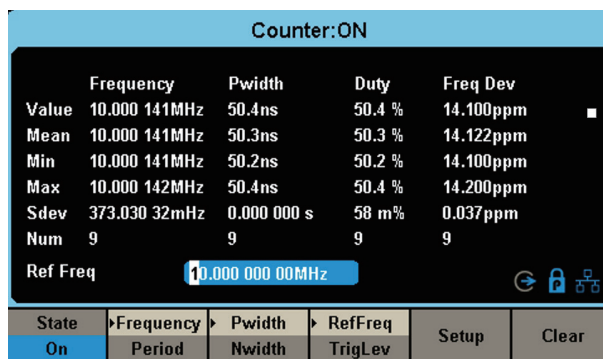 Counter:ON
Frequency Pwidth Duty Freq Dev
Value 10.000 141MHz 50.4ns 50.4 % 14.100ppm
Mean 10.000 141MHz 50.3ns 50.3 % 14.122ppm
Min 10.000 141MHz 50.2ns 50.2 % 14.100ppm
Max 10.000 142MHz 50.4ns 50.4 % 14.200ppm
Sdev 373.030 32mHz 0.000 000 s 58 m% 0.037ppm
Num 9 9 9 9
Ref Freq 10.000 000 00MHz
P
State Frequency Pwidth RefFreq Setup Clear
On Period Nwidth TrigLev